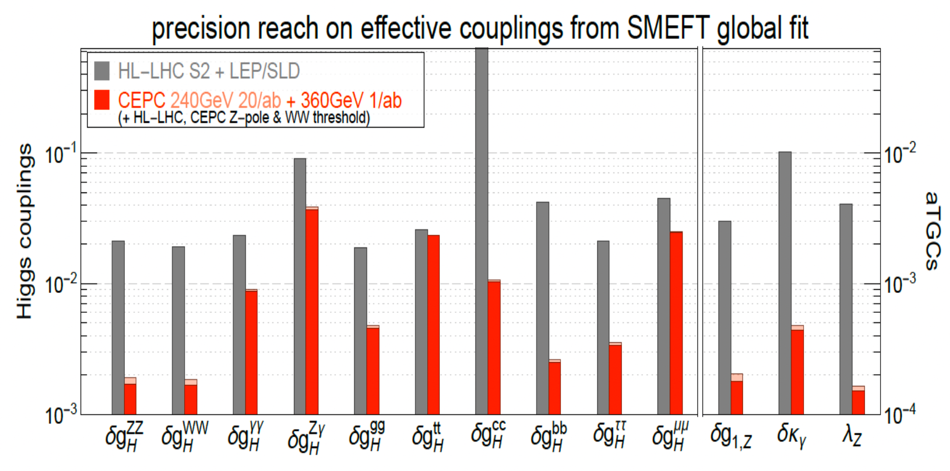 precision reach on effective couplings from SMEFT global fit
HL-LHC S2 + LEP/SLD
CEPC 240GeV 20/ab + 360GeV 1/ab
(+ HL-LHC, CEPC Z-pole & WW threshold)
Higgs couplings
10⁻¹
10⁻²
10⁻³
aTGCs
10⁻²
10⁻³
10⁻⁴
δg_H^ZZ δg_H^WW δg_H^γγ δg_H^Zγ δg_H^gg δg_H^tt δg_H^cc δg_H^bb δg_H^ττ δg_H^μμ δg_1,Z δκ_γ λ_Z